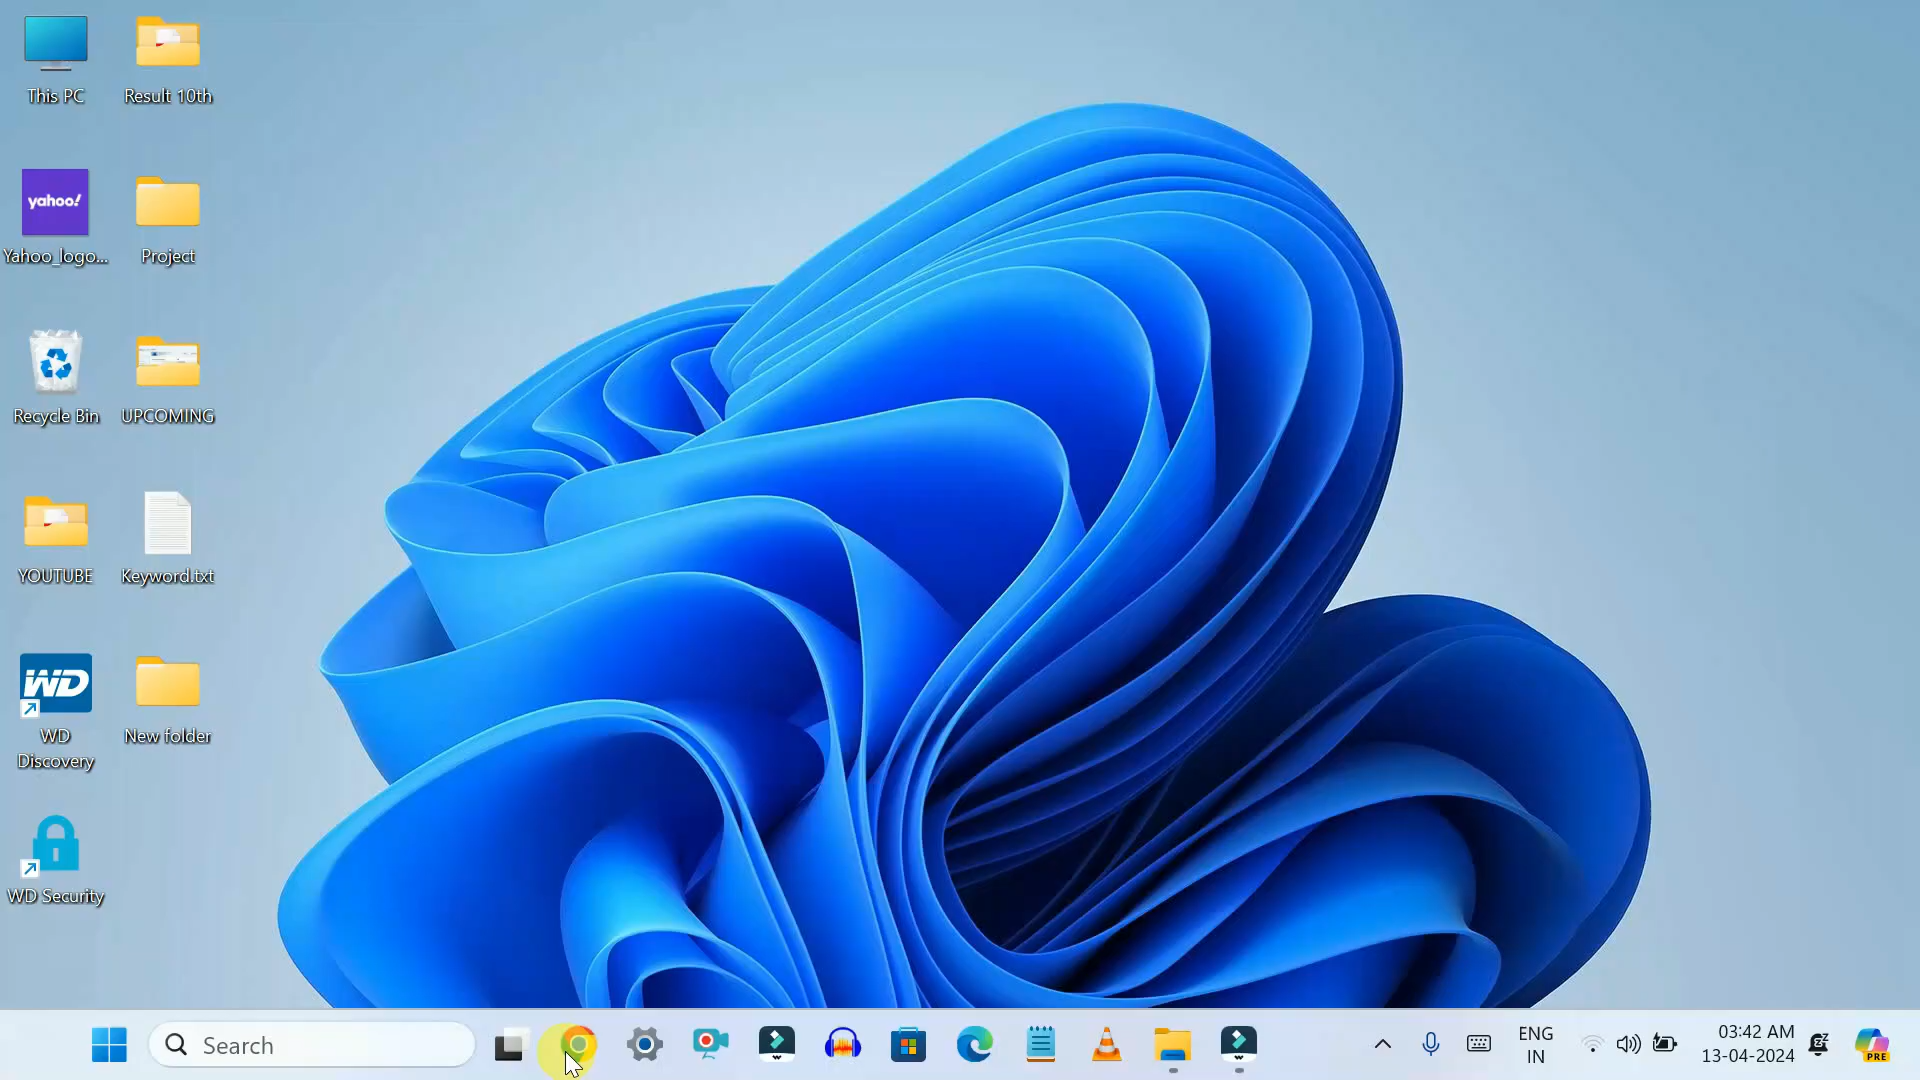 This PC
Result 10th
yahoo!
Yahoo_logo...
Project
Recycle Bin
UPCOMING
YOUTUBE
Keyword.txt
WD
WD
Discovery
New folder
WD Security
Search
ENG
IN
03:42 AM
13-04-2024
PRE